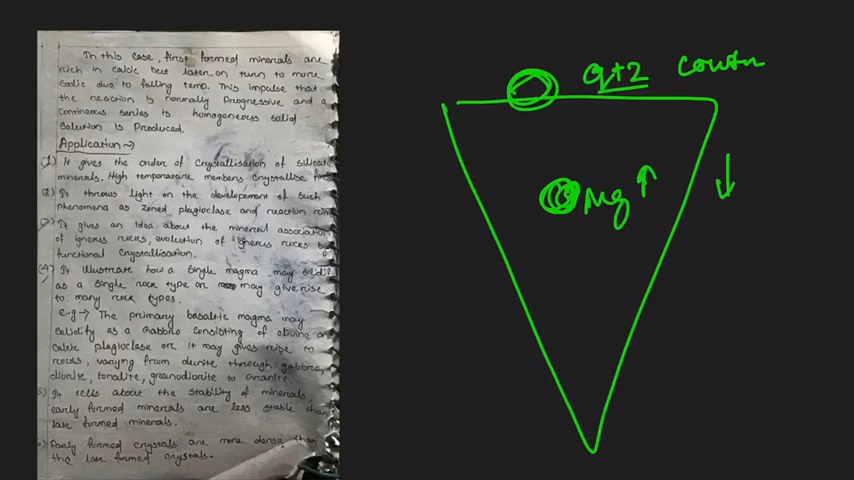 In this case, first formed minerals are
rich in calcic but later on turn to more
Sodic due to falling temp. This impulse that
the reaction is normally Progressive and a
continuous series is homogeneous solid
Solution is Produced.
Application →
(1) It gives the order of crystallisation of silicate
minerals. High temperature members crystallise
(2) It throws light on the development of such
Phenomena as zoned plagioclase and reaction
(3) It gives an idea about the mineral association
of igneous rocks, evolution of igneous rocks
functional crystallisation.
(4) It illustrate how a single magma may
as a single rock type or may give rise
to many rock types.
e.g → The primary basaltic magma may
Solidify as a Gabbro consisting of olivine
calcic plagioclase or it may gives rise to
rocks, varying from dunite through gabbro,
diorite, tonalite, granodiorite to Granite.
5) It tells about the stability of minerals,
early formed minerals are less stable than
late formed minerals.
6) Early formed crystals are more dense than
the late formed crystals.
Mg ↑
↓